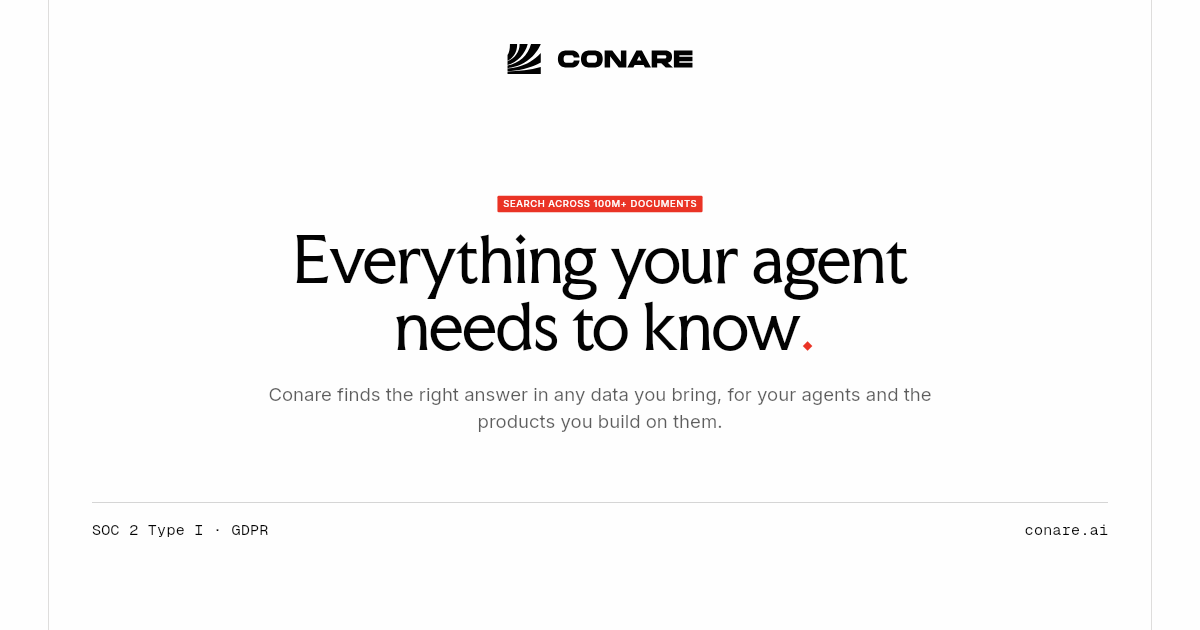 CONARE
SEARCH ACROSS 100M+ DOCUMENTS
Everything your agent
needs to know.
Conare finds the right answer in any data you bring, for your agents and the
products you build on them.
SOC 2 Type I · GDPR
conare.ai